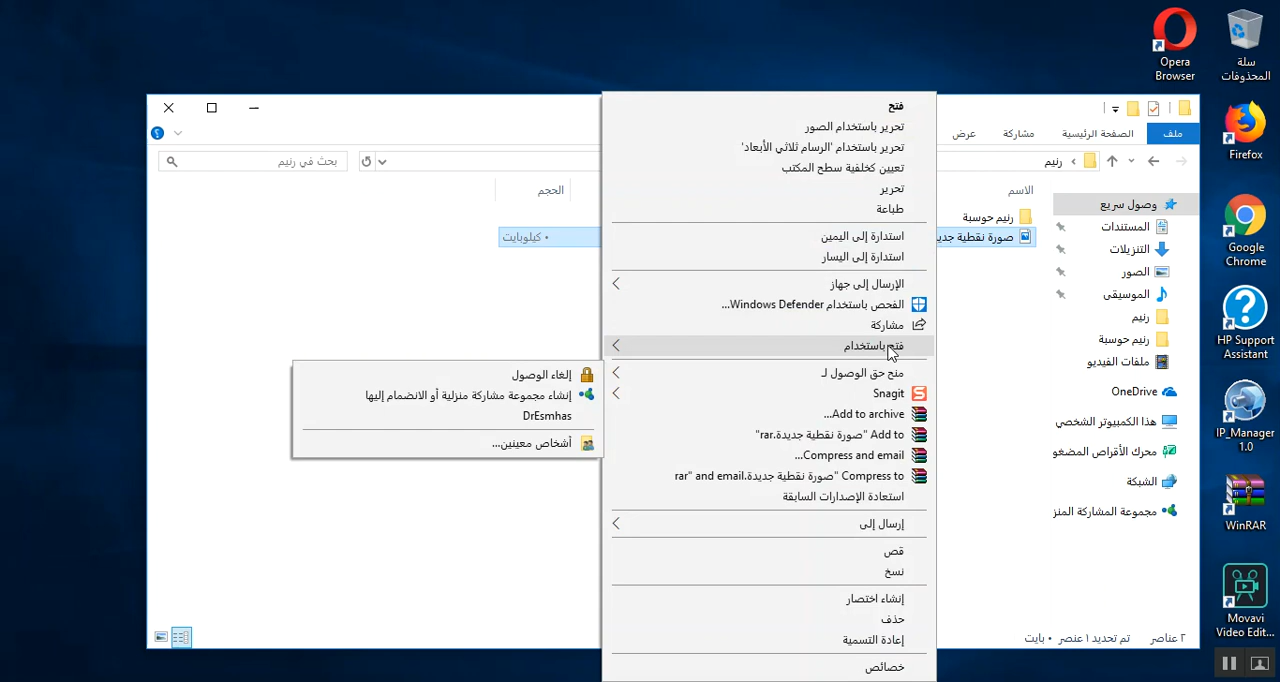 Opera
Browser
سلة
المحذوفات
Firefox
Google
Chrome
HP Support
Assistant
IP_Manager
1.0
WinRAR
Movavi
Video Edit...
ملف
الصفحة الرئيسية
مشاركة
عرض
رنيم
بحث في رنيم
وصول سريع
المستندات
التنزيلات
الصور
الموسيقى
رنيم
رنيم حوسبة
ملفات الفيديو
OneDrive
هذا الكمبيوتر الشخصي
محرك الأقراص المضغو
الشبكة
مجموعة المشاركة المنز
الاسم
الحجم
رنيم حوسبة
صورة نقطية جديد
٠ كيلوبايت
فتح
تحرير باستخدام الصور
تحرير باستخدام 'الرسام ثلاثي الأبعاد'
تعيين كخلفية سطح المكتب
تحرير
طباعة
استدارة إلى اليمين
استدارة إلى اليسار
الإرسال إلى جهاز
الفحص باستخدام Windows Defender...
مشاركة
فتح باستخدام
منح حق الوصول لـ
Snagit
Add to archive...
Add to "صورة نقطية جديدة.rar"
Compress and email...
Compress to "صورة نقطية جديدة.rar" and email
استعادة الإصدارات السابقة
إرسال إلى
قص
نسخ
إنشاء اختصار
حذف
إعادة التسمية
خصائص
إلغاء الوصول
إنشاء مجموعة مشاركة منزلية أو الانضمام إليها
DrEsmhas
أشخاص معينين...
٢ عناصر
تم تحديد ١ عنصر ٠ بايت